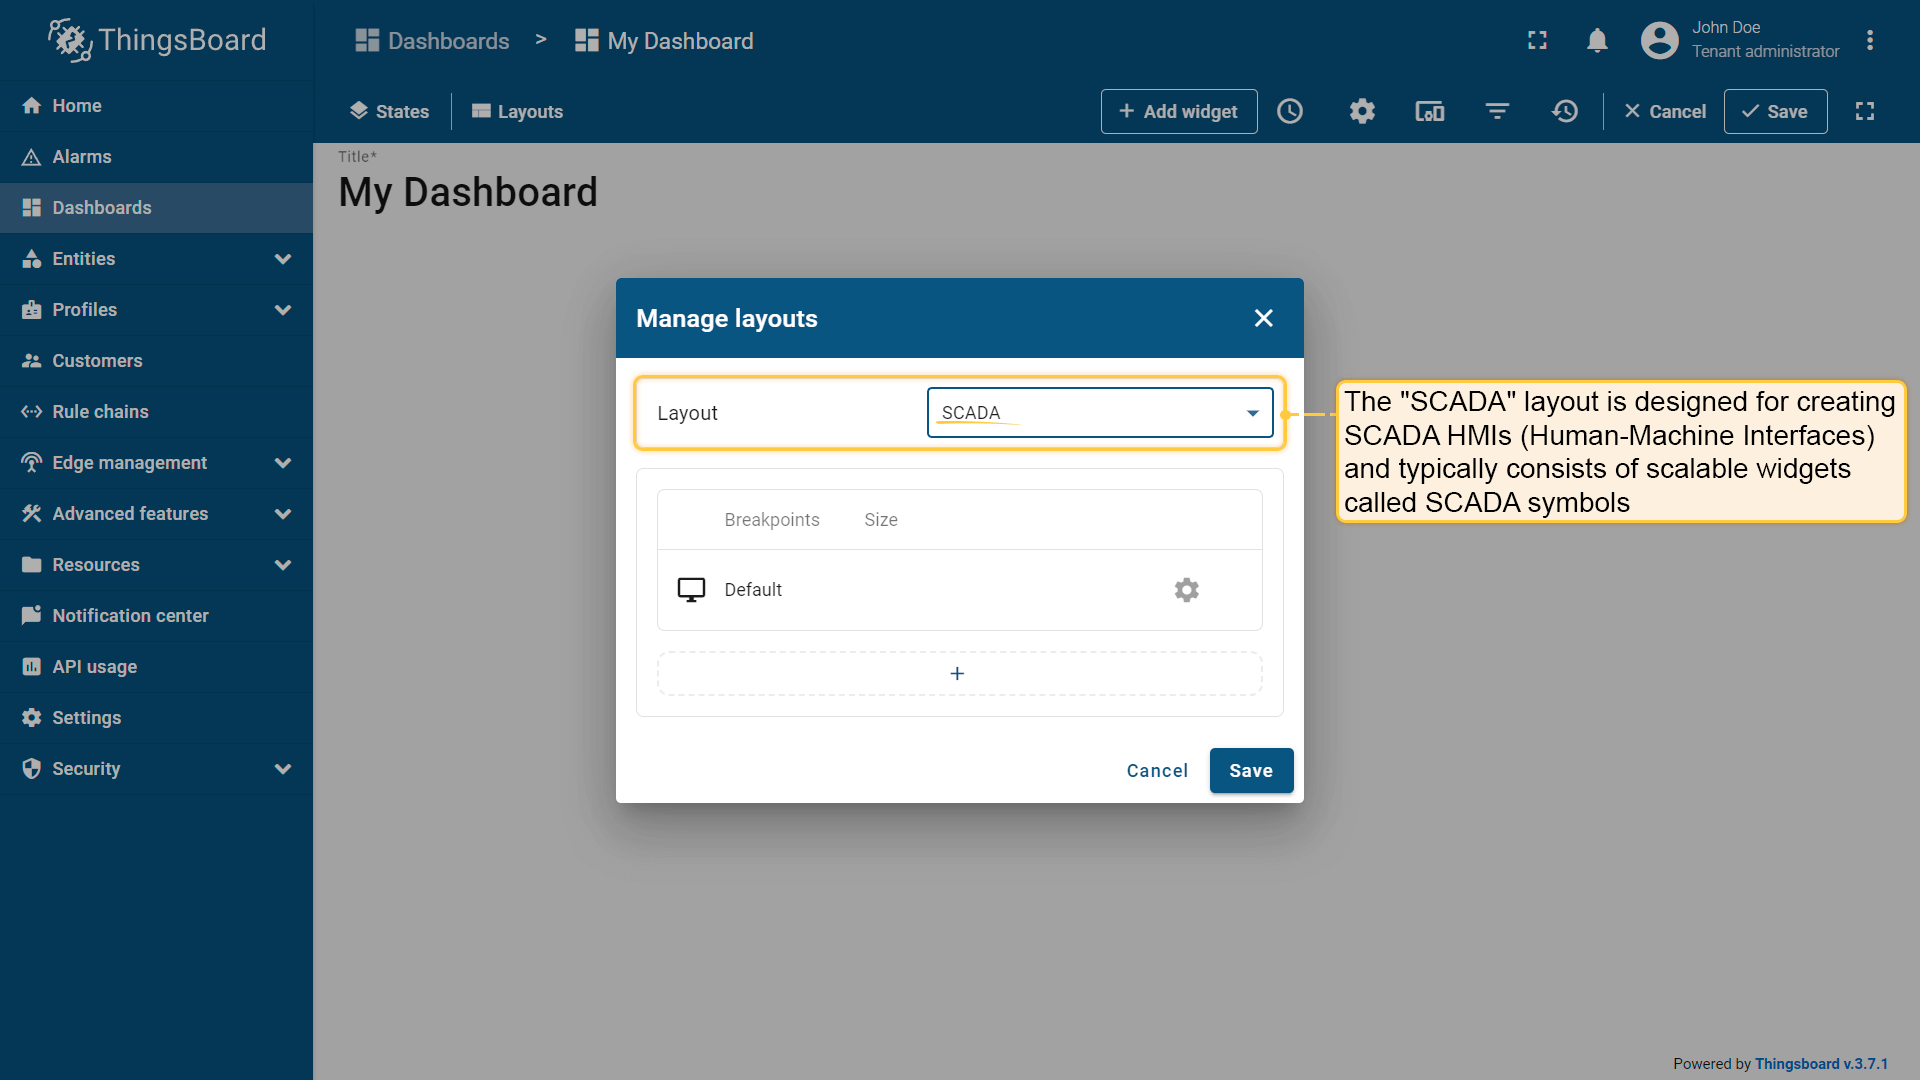 ThingsBoard
Dashboards > My Dashboard
John Doe
Tenant administrator
States
Layouts
+ Add widget
Cancel
Save
Home
Alarms
Dashboards
Entities
Profiles
Customers
Rule chains
Edge management
Advanced features
Resources
Notification center
API usage
Settings
Security
Title*
My Dashboard
Manage layouts
Layout
SCADA
Breakpoints Size
Default
+
Cancel
Save
The "SCADA" layout is designed for creating
SCADA HMIs (Human-Machine Interfaces)
and typically consists of scalable widgets
called SCADA symbols
Powered by Thingsboard v.3.7.1